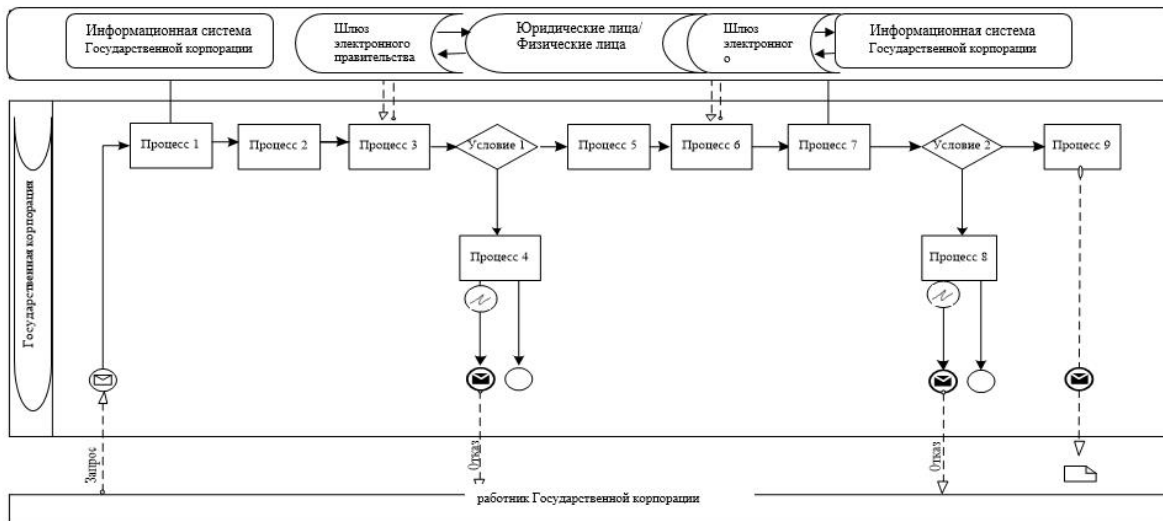 Информационная система
Государственной корпорации
Шлюз
электронного
правительства
Юридические лица/
Физические лица
Шлюз
электронног
о
Информационная система
Государственной корпорации
Государственная корпорация
Процесс 1
Процесс 2
Процесс 3
Условие 1
Процесс 5
Процесс 6
Процесс 7
Условие 2
Процесс 9
Процесс 4
Процесс 8
Запрос
Отказ
Отказ
работник Государственной корпорации